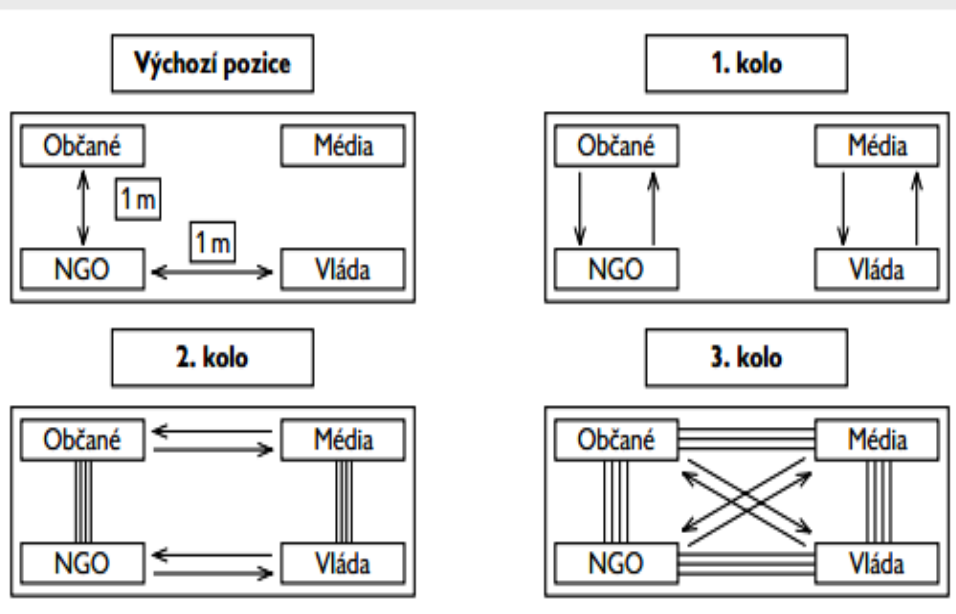 Výchozí pozice
Občané
Média
1 m
1 m
NGO
Vláda
1. kolo
Občané
Média
NGO
Vláda
2. kolo
Občané
Média
NGO
Vláda
3. kolo
Občané
Média
NGO
Vláda